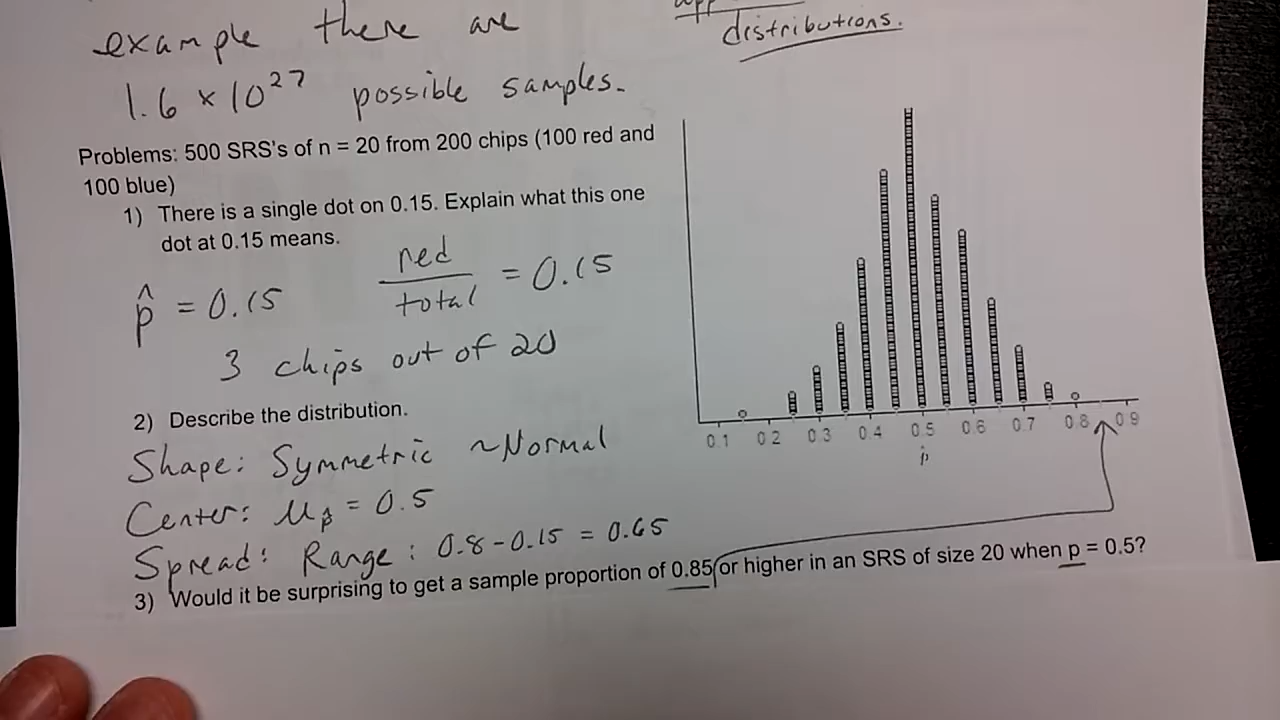 example there are
distributions.
1.6 × 10^27 possible samples.
Problems: 500 SRS's of n = 20 from 200 chips (100 red and
100 blue)
1) There is a single dot on 0.15. Explain what this one
dot at 0.15 means.
p̂ = 0.15 red/total = 0.15
3 chips out of 20
2) Describe the distribution.
Shape: Symmetric ~Normal
Center: μp̂ = 0.5
Spread: Range: 0.8 - 0.15 = 0.65
3) Would it be surprising to get a sample proportion of 0.85 or higher in an SRS of size 20 when p = 0.5?
0.1 0.2 0.3 0.4 0.5 0.6 0.7 0.8 0.9
p̂